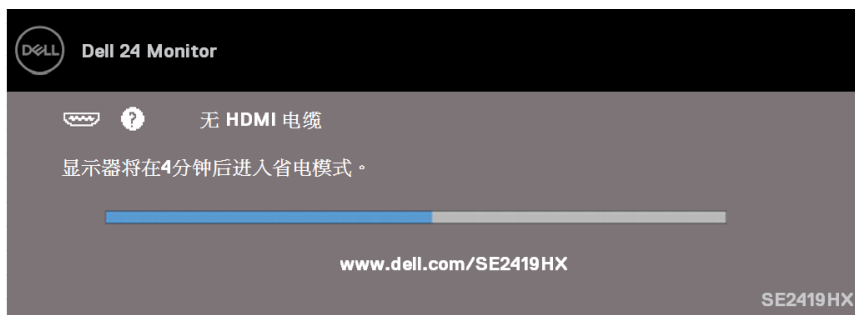 DELL Dell 24 Monitor
? 无 HDMI 电缆
显示器将在4分钟后进入省电模式。
www.dell.com/SE2419HX
SE2419HX